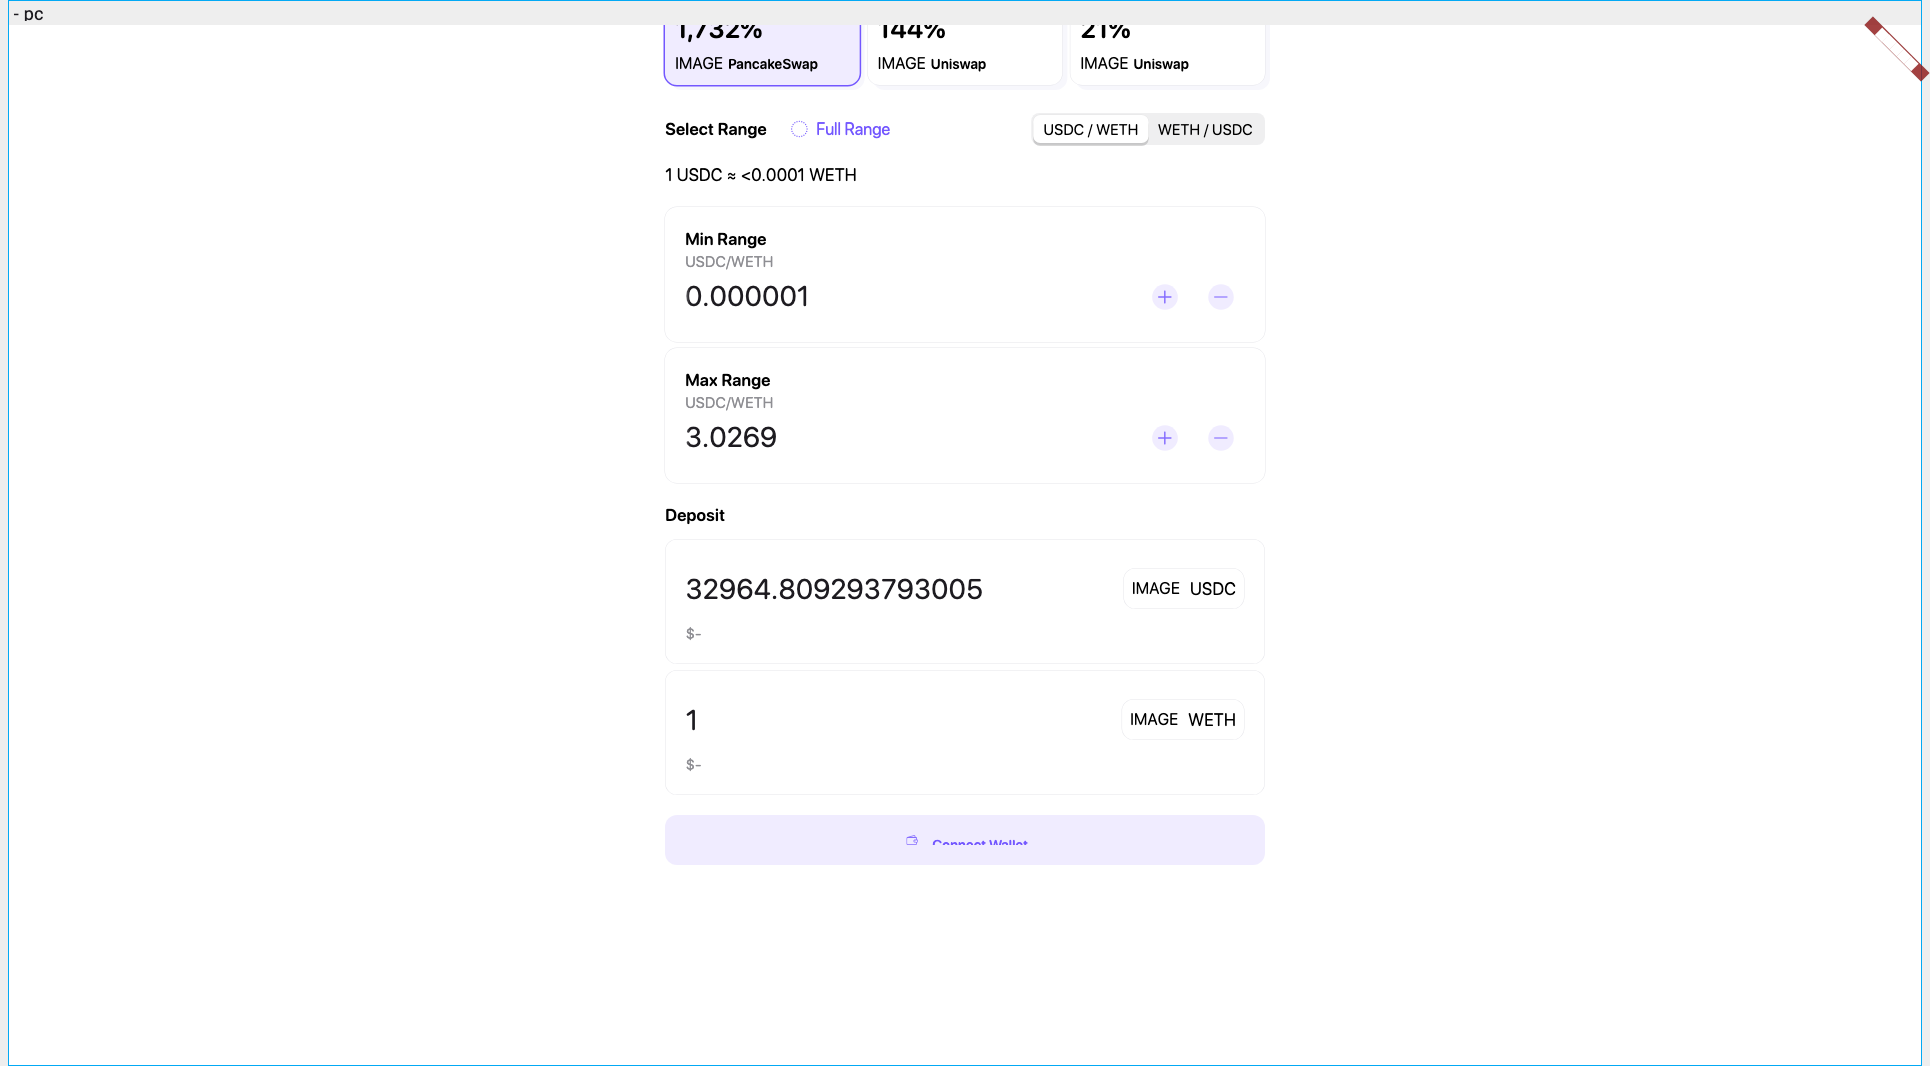 - pc
1,732% 144% 21%
IMAGE PancakeSwap IMAGE Uniswap IMAGE Uniswap
Select Range Full Range USDC / WETH WETH / USDC
1 USDC ≈ <0.0001 WETH
Min Range
USDC/WETH
0.000001
Max Range
USDC/WETH
3.0269
Deposit
32964.809293793005 IMAGE USDC
$-
1 IMAGE WETH
$-
Connect Wallet